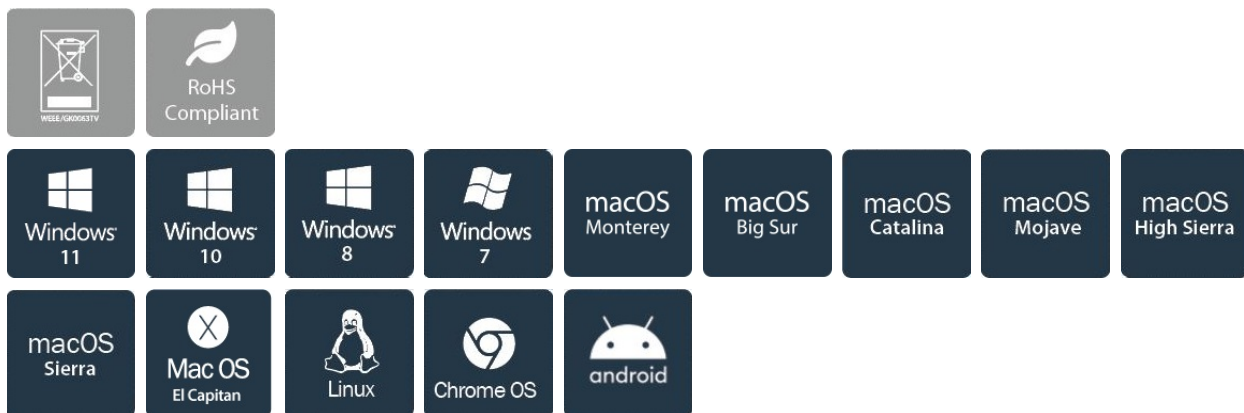 WEEE/GK0063TV
RoHS
Compliant
Windows
11
Windows
10
Windows
8
Windows
7
macOS
Monterey
macOS
Big Sur
macOS
Catalina
macOS
Mojave
macOS
High Sierra
macOS
Sierra
X
Mac OS
El Capitan
Linux
Chrome OS
android